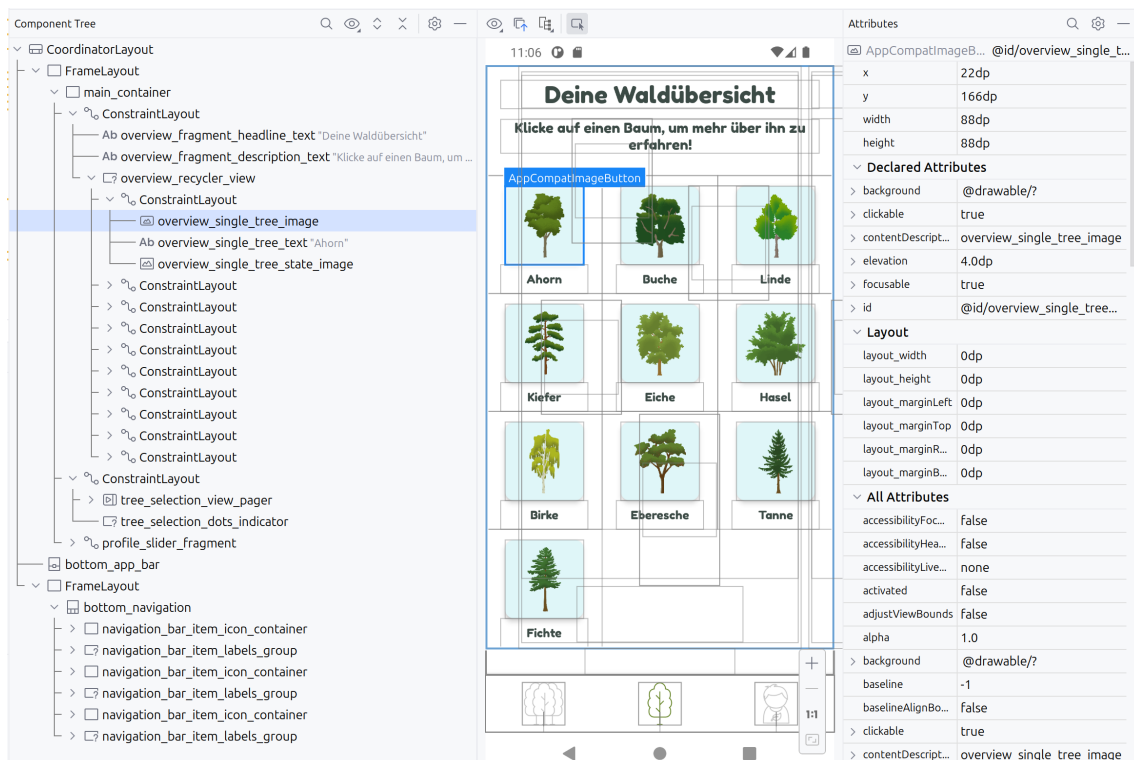 Component Tree
CoordinatorLayout
FrameLayout
main_container
ConstraintLayout
Ab overview_fragment_headline_text "Deine Waldübersicht"
Ab overview_fragment_description_text "Klicke auf einen Baum, um ...
overview_recycler_view
ConstraintLayout
overview_single_tree_image
Ab overview_single_tree_text "Ahorn"
overview_single_tree_state_image
ConstraintLayout
ConstraintLayout
ConstraintLayout
ConstraintLayout
ConstraintLayout
ConstraintLayout
ConstraintLayout
ConstraintLayout
ConstraintLayout
ConstraintLayout
tree_selection_view_pager
tree_selection_dots_indicator
profile_slider_fragment
bottom_app_bar
FrameLayout
bottom_navigation
navigation_bar_item_icon_container
navigation_bar_item_labels_group
navigation_bar_item_icon_container
navigation_bar_item_labels_group
navigation_bar_item_icon_container
navigation_bar_item_labels_group
11:06
Deine Waldübersicht
Klicke auf einen Baum, um mehr über ihn zu
erfahren!
AppCompatImageButton
Ahorn Buche Linde
Kiefer Eiche Hasel
Birke Eberesche Tanne
Fichte
1:1
Attributes
AppCompatImageB... @id/overview_single_t...
x 22dp
y 166dp
width 88dp
height 88dp
Declared Attributes
background @drawable/?
clickable true
contentDescript... overview_single_tree_image
elevation 4.0dp
focusable true
id @id/overview_single_tree...
Layout
layout_width 0dp
layout_height 0dp
layout_marginLeft 0dp
layout_marginTop 0dp
layout_marginR... 0dp
layout_marginB... 0dp
All Attributes
accessibilityFoc... false
accessibilityHea... false
accessibilityLive... none
activated false
adjustViewBounds false
alpha 1.0
background @drawable/?
baseline -1
baselineAlignBo... false
clickable true
contentDescript... overview_single_tree_image